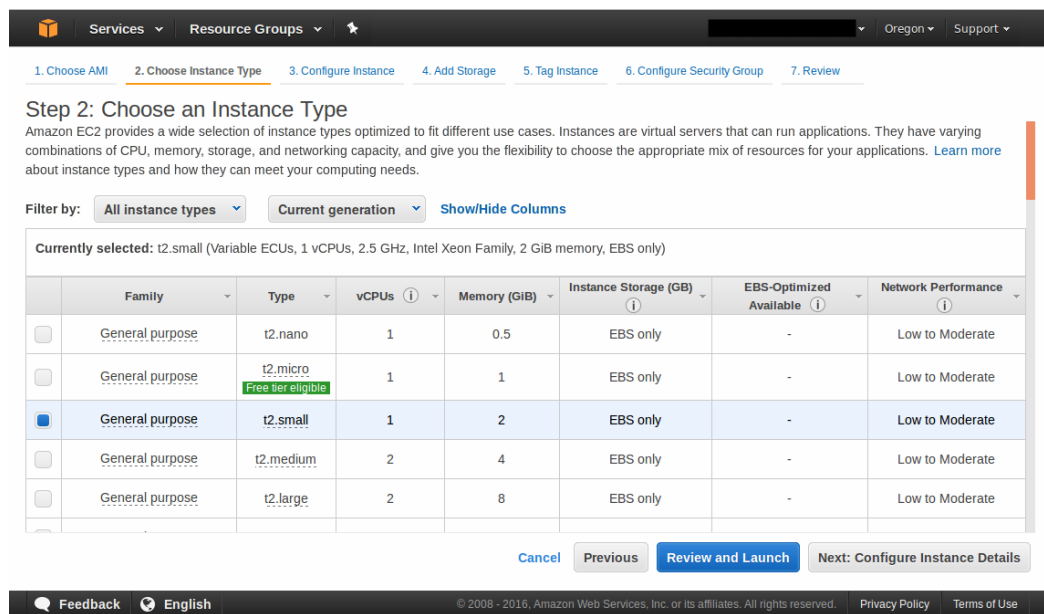 Services Resource Groups Oregon Support
1. Choose AMI 2. Choose Instance Type 3. Configure Instance 4. Add Storage 5. Tag Instance 6. Configure Security Group 7. Review
Step 2: Choose an Instance Type
Amazon EC2 provides a wide selection of instance types optimized to fit different use cases. Instances are virtual servers that can run applications. They have varying
combinations of CPU, memory, storage, and networking capacity, and give you the flexibility to choose the appropriate mix of resources for your applications. Learn more
about instance types and how they can meet your computing needs.
Filter by: All instance types Current generation Show/Hide Columns
Currently selected: t2.small (Variable ECUs, 1 vCPUs, 2.5 GHz, Intel Xeon Family, 2 GiB memory, EBS only)
Family Type vCPUs i Memory (GiB) Instance Storage (GB) i EBS-Optimized Available i Network Performance i
General purpose t2.nano 1 0.5 EBS only - Low to Moderate
General purpose t2.micro Free tier eligible 1 1 EBS only - Low to Moderate
General purpose t2.small 1 2 EBS only - Low to Moderate
General purpose t2.medium 2 4 EBS only - Low to Moderate
General purpose t2.large 2 8 EBS only - Low to Moderate
Cancel Previous Review and Launch Next: Configure Instance Details
Feedback English © 2008 - 2016, Amazon Web Services, Inc. or its affiliates. All rights reserved. Privacy Policy Terms of Use